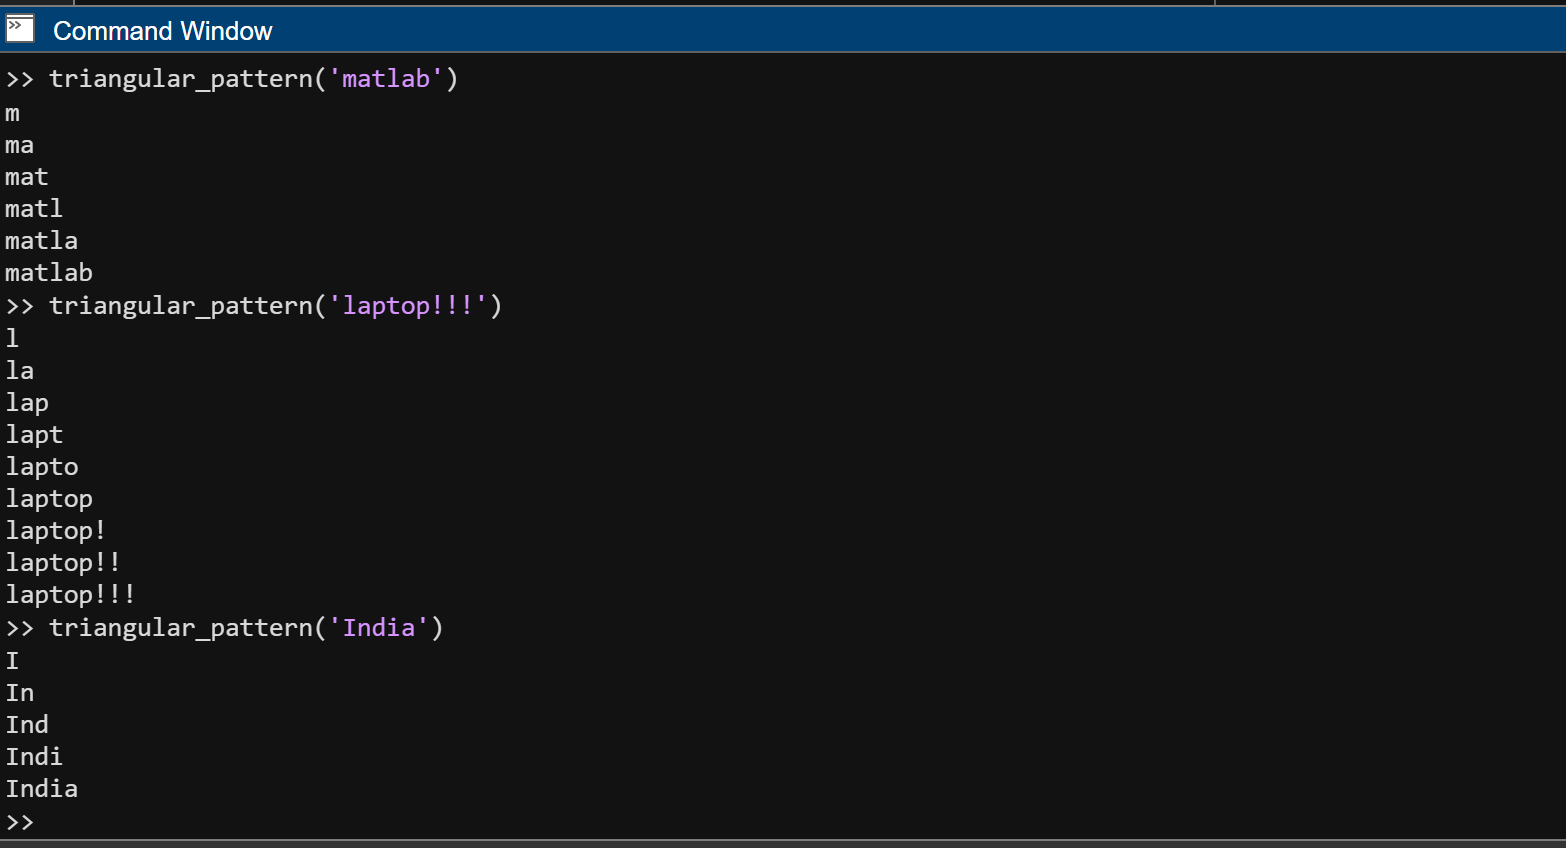 Command Window
>> triangular_pattern('matlab')
m
ma
mat
matl
matla
matlab
>> triangular_pattern('laptop!!!')
l
la
lap
lapt
lapto
laptop
laptop!
laptop!!
laptop!!!
>> triangular_pattern('India')
I
In
Ind
Indi
India
>>